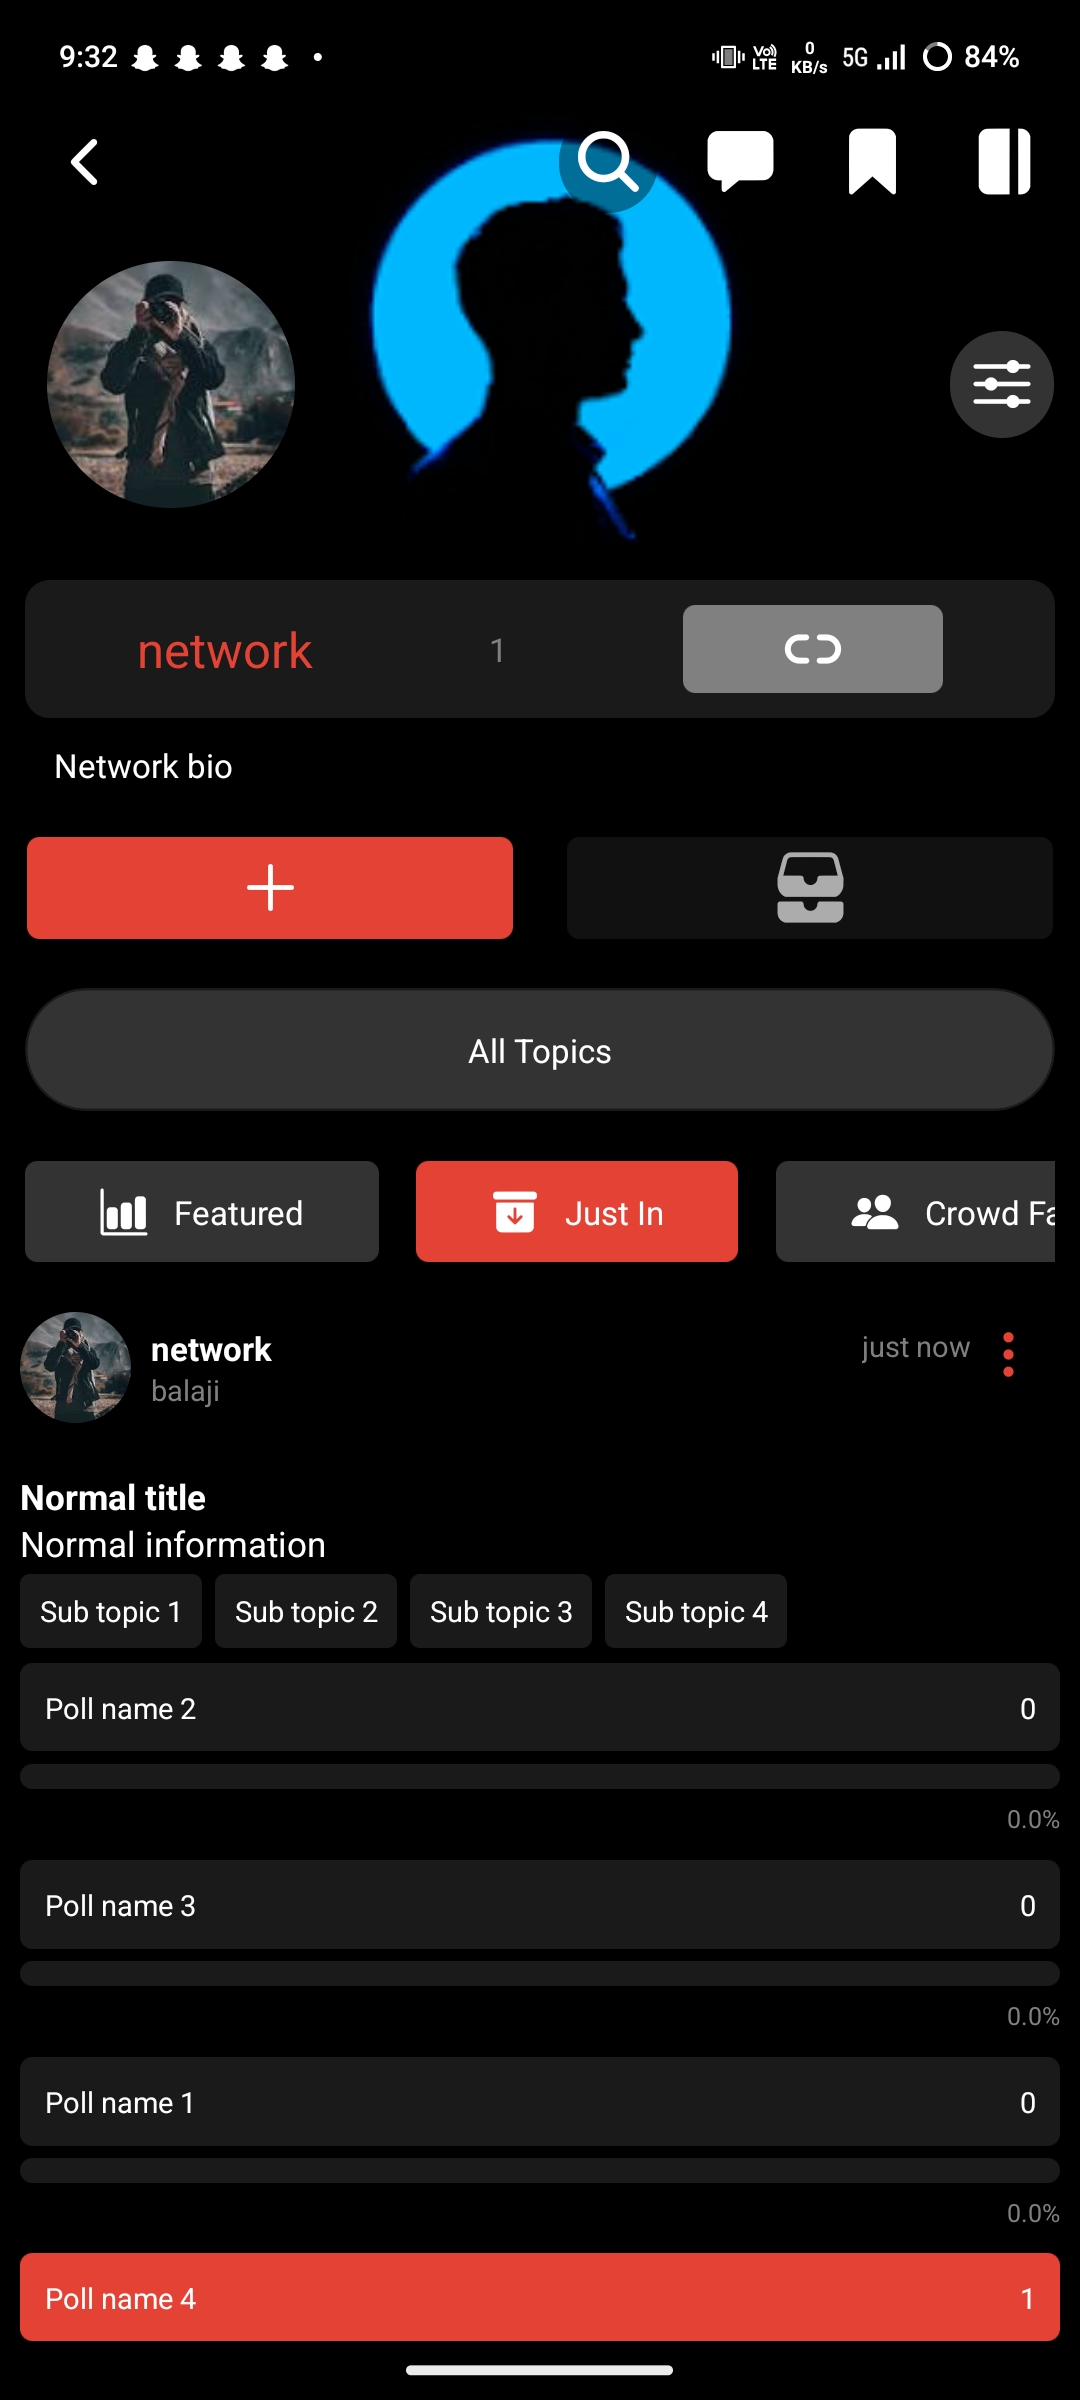 9:32 Vo) LTE 0 KB/s 5G 84%
network 1
Network bio
All Topics
Featured Just In Crowd Fa
network just now
balaji
Normal title
Normal information
Sub topic 1 Sub topic 2 Sub topic 3 Sub topic 4
Poll name 2 0
0.0%
Poll name 3 0
0.0%
Poll name 1 0
0.0%
Poll name 4 1